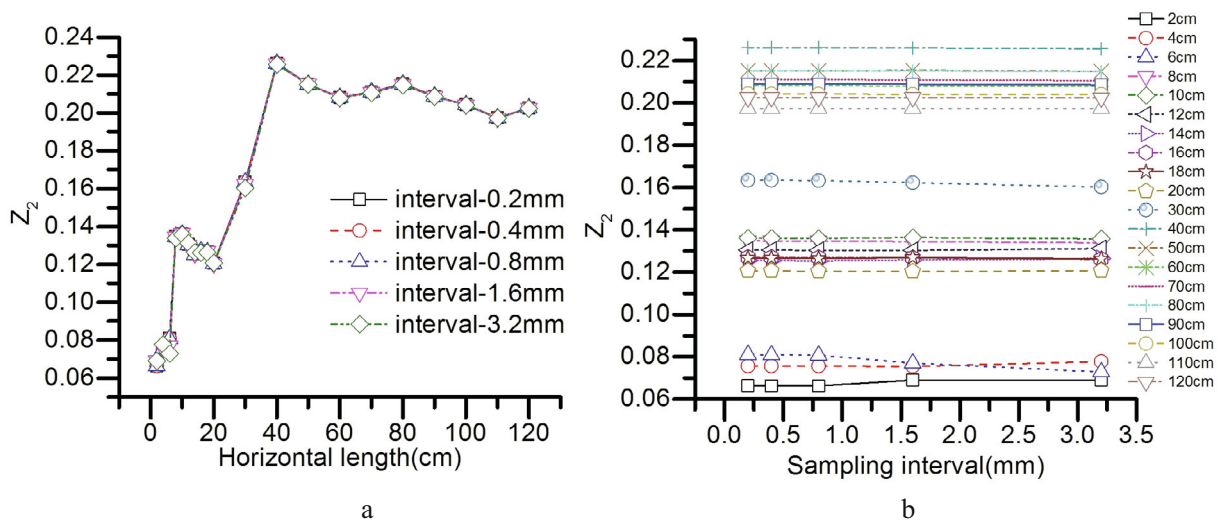 0.24
0.22
0.20
0.18
0.16
0.14
0.12
0.10
0.08
0.06
Z2
0 20 40 60 80 100 120
Horizontal length(cm)
interval-0.2mm
interval-0.4mm
interval-0.8mm
interval-1.6mm
interval-3.2mm
a
0.22
0.20
0.18
0.16
0.14
0.12
0.10
0.08
0.06
Z2
0.0 0.5 1.0 1.5 2.0 2.5 3.0 3.5
Sampling interval(mm)
2cm
4cm
6cm
8cm
10cm
12cm
14cm
16cm
18cm
20cm
30cm
40cm
50cm
60cm
70cm
80cm
90cm
100cm
110cm
120cm
b